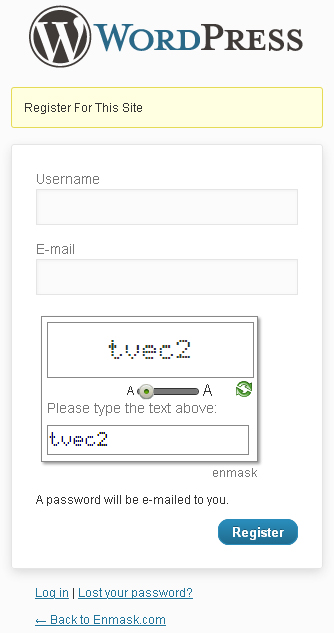 WORDPRESS
Register For This Site
Username
E-mail
tvec2
A A
Please type the text above:
tvec2
enmask
A password will be e-mailed to you.
Register
Log in | Lost your password?
← Back to Enmask.com